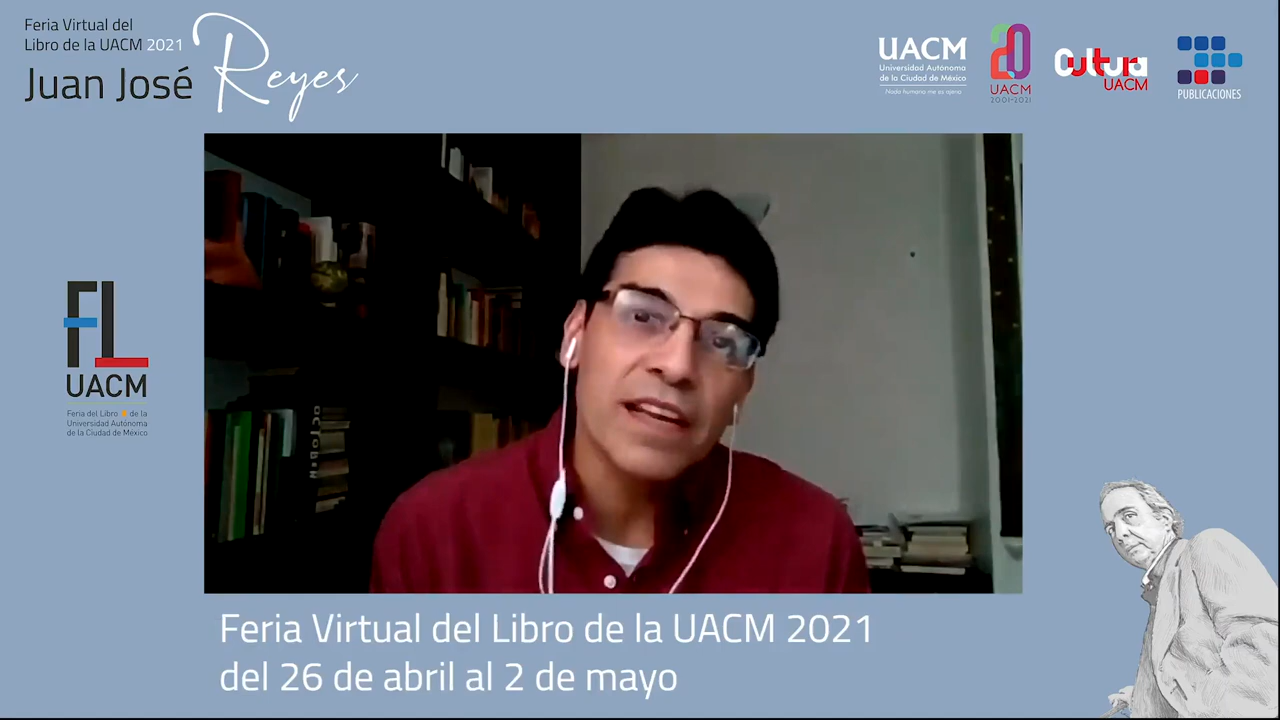 Feria Virtual del
Libro de la UACM 2021
Juan José Reyes
UACM
Universidad Autónoma
de la Ciudad de México
Nada humano me es ajeno
20
UACM
2001-2021
Cultura
UACM
PUBLICACIONES
FL
UACM
Feria del Libro de la
Universidad Autónoma
de la Ciudad de México
Feria Virtual del Libro de la UACM 2021
del 26 de abril al 2 de mayo